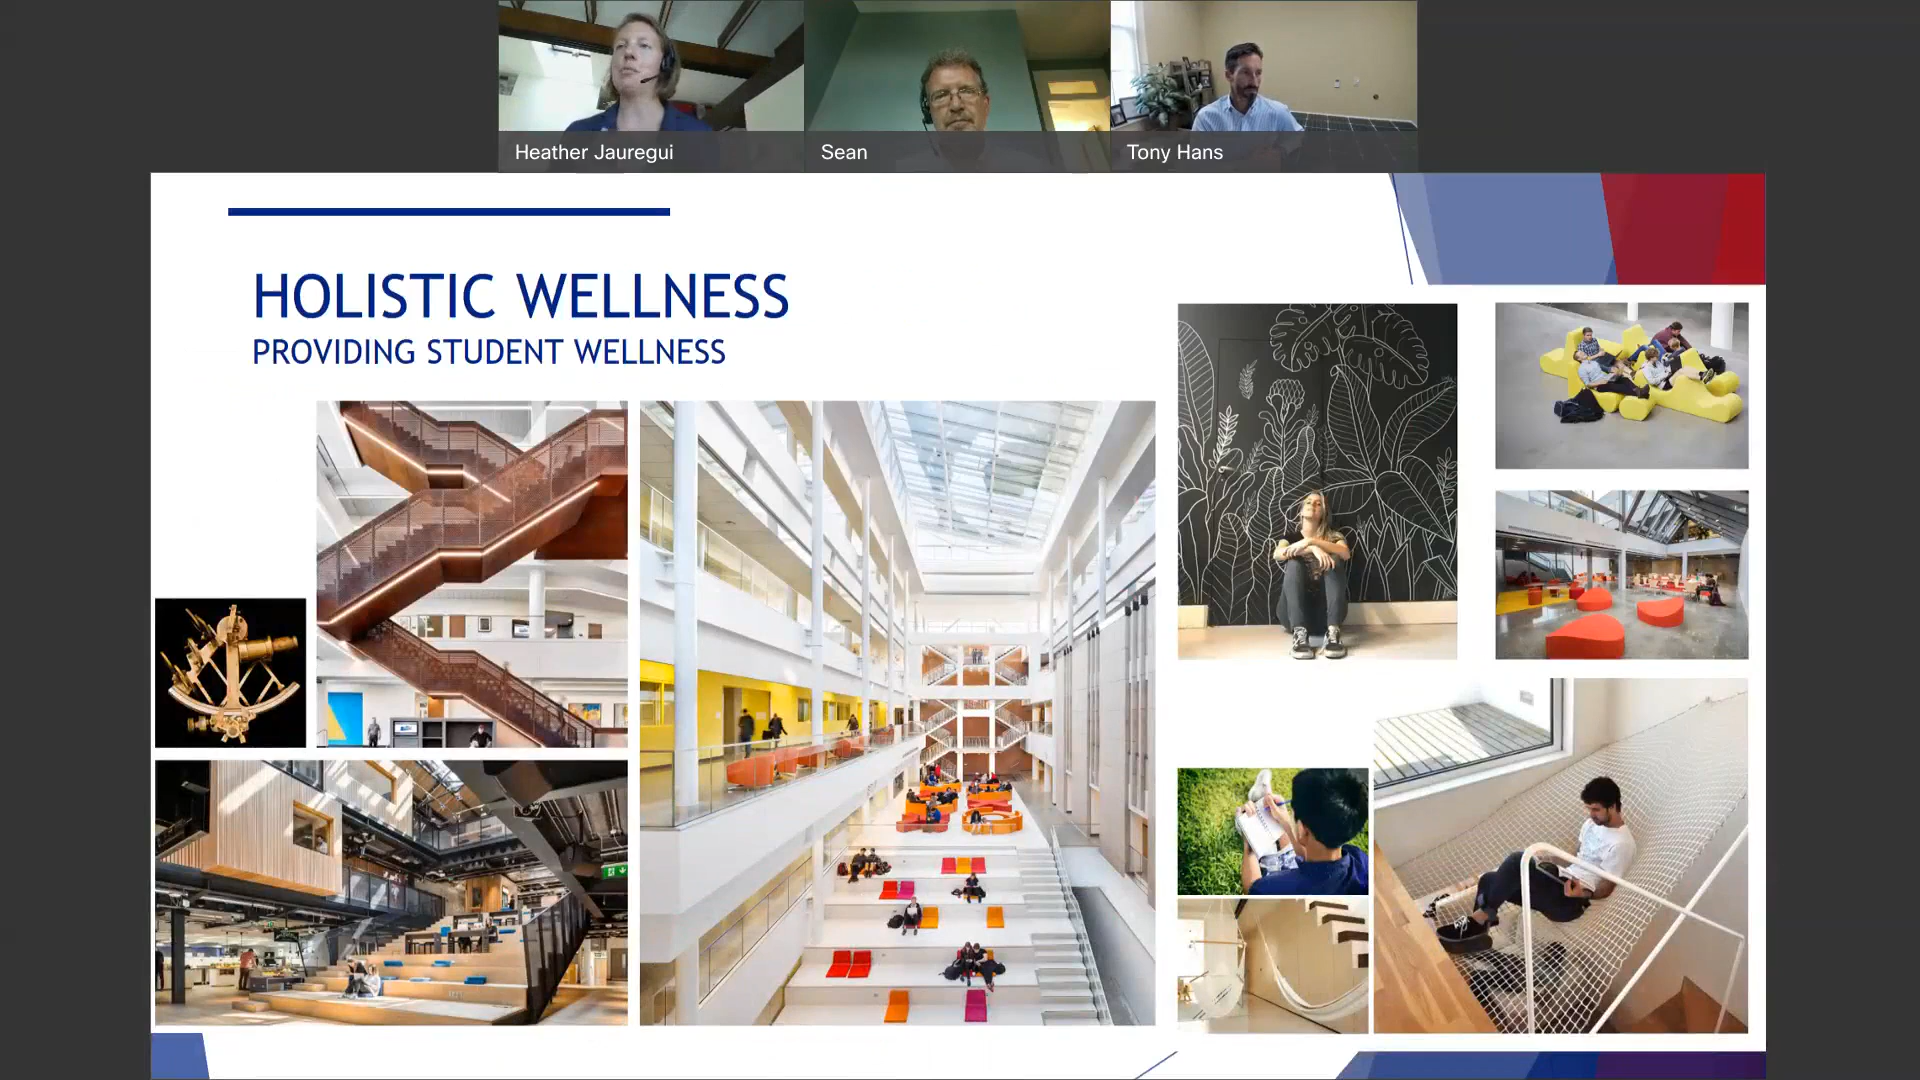 Heather Jauregui
Sean
Tony Hans
HOLISTIC WELLNESS
PROVIDING STUDENT WELLNESS